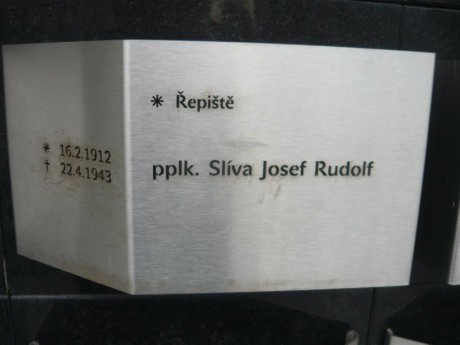 * 16.2.1912
† 22.4.1943
* Řepiště
pplk. Slíva Josef Rudolf